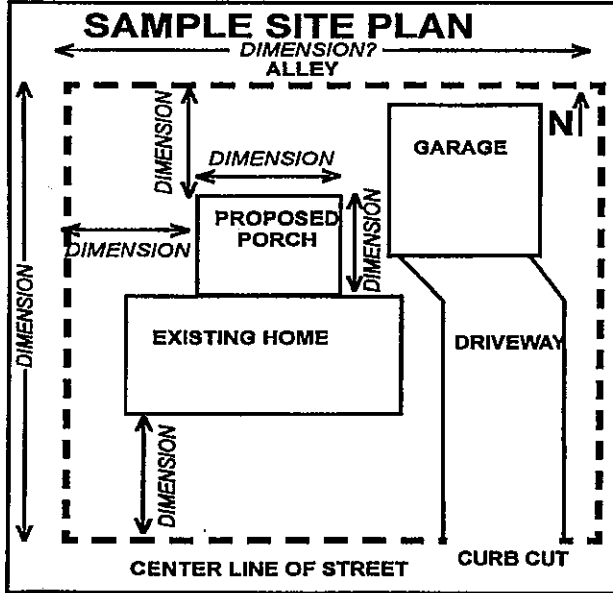 SAMPLE SITE PLAN
DIMENSION?
ALLEY
N
DIMENSION
DIMENSION
GARAGE
PROPOSED
PORCH
DIMENSION
DIMENSION
DIMENSION
EXISTING HOME
DRIVEWAY
DIMENSION
CENTER LINE OF STREET
CURB CUT